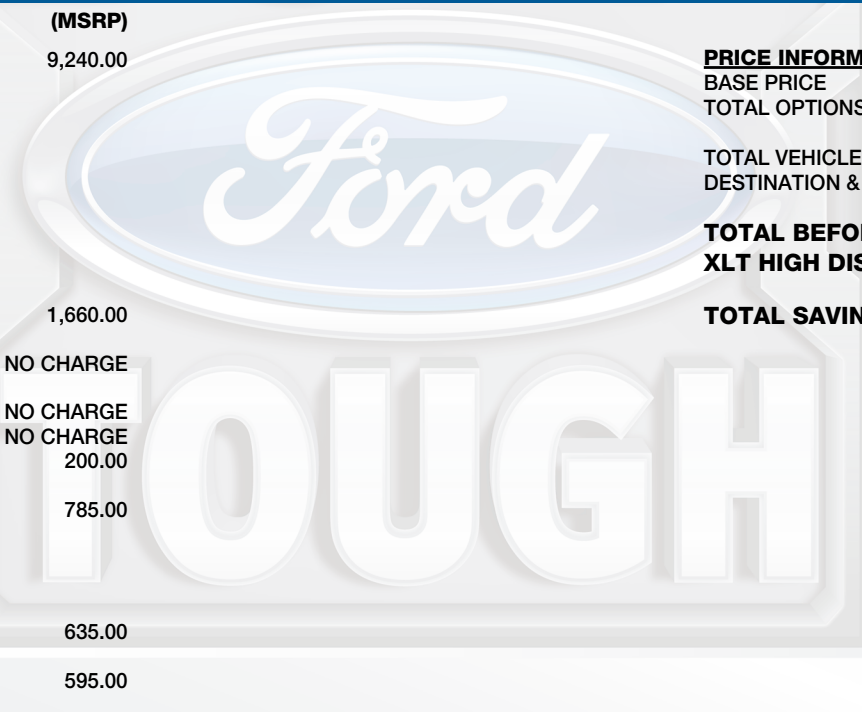 (MSRP)
9,240.00
1,660.00
NO CHARGE
NO CHARGE
NO CHARGE
200.00
785.00
635.00
595.00
PRICE INFORM
BASE PRICE
TOTAL OPTIONS
TOTAL VEHICLE
DESTINATION &
TOTAL BEFO
XLT HIGH DIS
TOTAL SAVIN
Ford
TOUGH